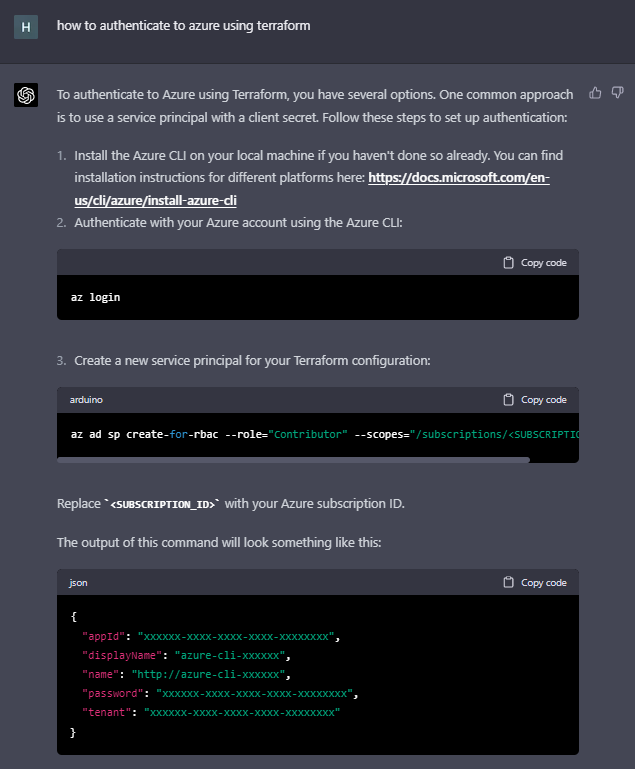 H
how to authenticate to azure using terraform
To authenticate to Azure using Terraform, you have several options. One common approach
is to use a service principal with a client secret. Follow these steps to set up authentication:
1. Install the Azure CLI on your local machine if you haven't done so already. You can find
installation instructions for different platforms here: https://docs.microsoft.com/en-
us/cli/azure/install-azure-cli
2. Authenticate with your Azure account using the Azure CLI:
Copy code
az login
3. Create a new service principal for your Terraform configuration:
arduino Copy code
az ad sp create-for-rbac --role="Contributor" --scopes="/subscriptions/<SUBSCRIPTIO
Replace `<SUBSCRIPTION_ID>` with your Azure subscription ID.
The output of this command will look something like this:
json Copy code
{
"appId": "xxxxxx-xxxx-xxxx-xxxx-xxxxxxxx",
"displayName": "azure-cli-xxxxxx",
"name": "http://azure-cli-xxxxxx",
"password": "xxxxxx-xxxx-xxxx-xxxx-xxxxxxxx",
"tenant": "xxxxxx-xxxx-xxxx-xxxx-xxxxxxxx"
}